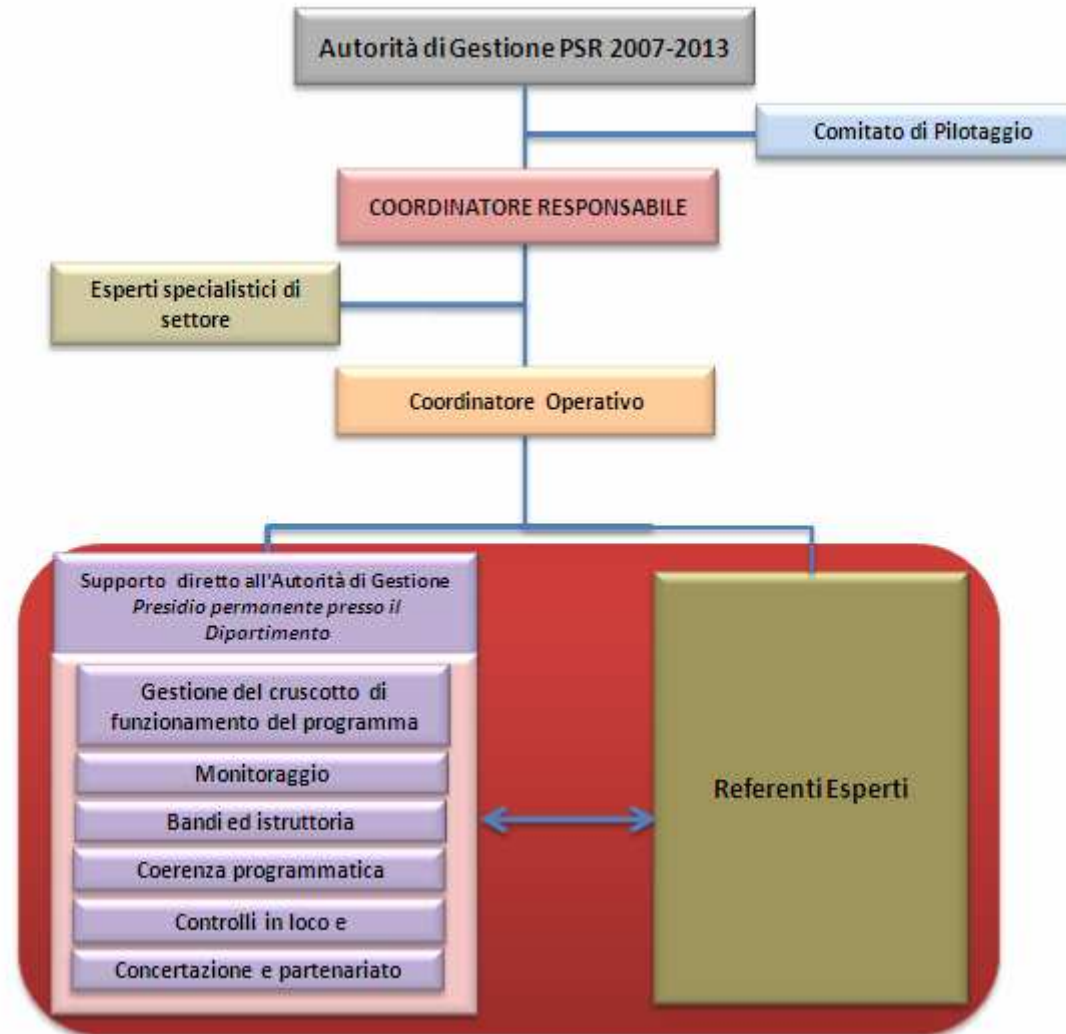 Autorità di Gestione PSR 2007-2013
Comitato di Pilotaggio
COORDINATORE RESPONSABILE
Esperti specialistici di
settore
Coordinatore Operativo
Supporto diretto all'Autorità di Gestione
Presidio permanente presso il
Dipartimento
Gestione del cruscotto di
funzionamento del programma
Monitoraggio
Bandi ed istruttoria
Coerenza programmatica
Controlli in loco e
Concertazione e partenariato
Referenti Esperti